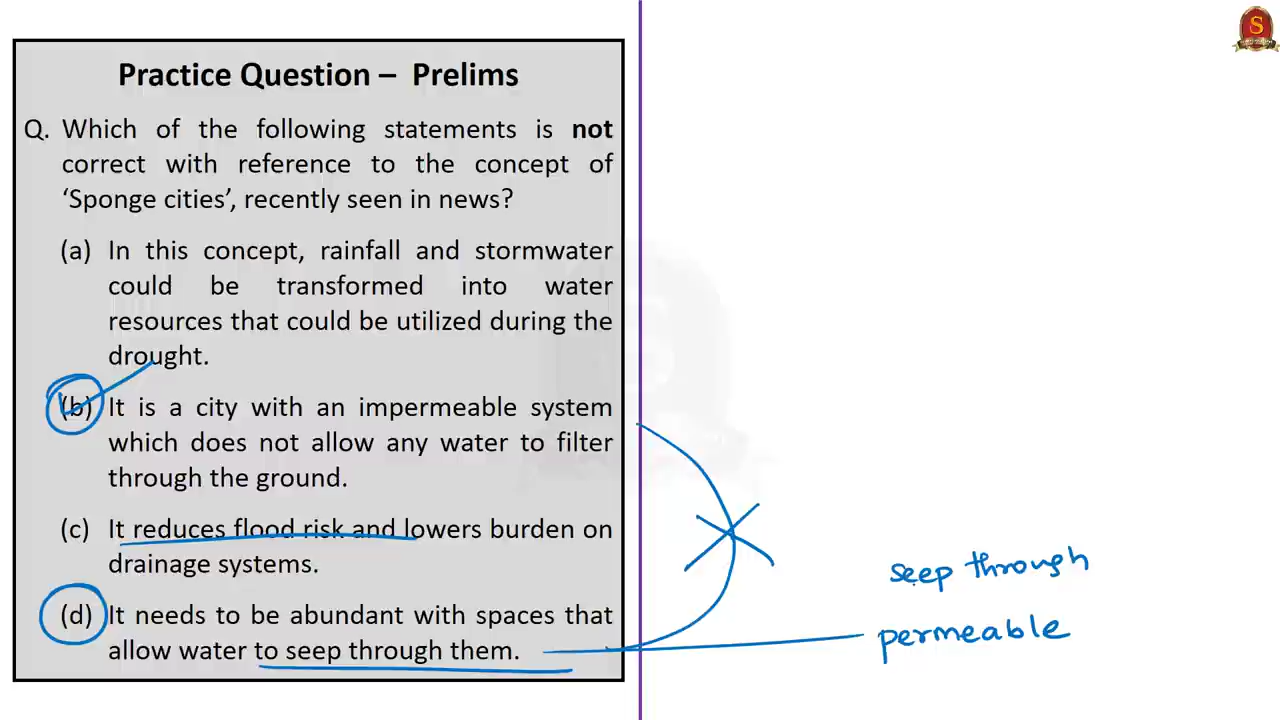 Practice Question – Prelims
Q. Which of the following statements is not
correct with reference to the concept of
‘Sponge cities’, recently seen in news?
(a) In this concept, rainfall and stormwater
could be transformed into water
resources that could be utilized during the
drought.
(b) It is a city with an impermeable system
which does not allow any water to filter
through the ground.
(c) It reduces flood risk and lowers burden on
drainage systems.
(d) It needs to be abundant with spaces that
allow water to seep through them.
seep through
permeable
S